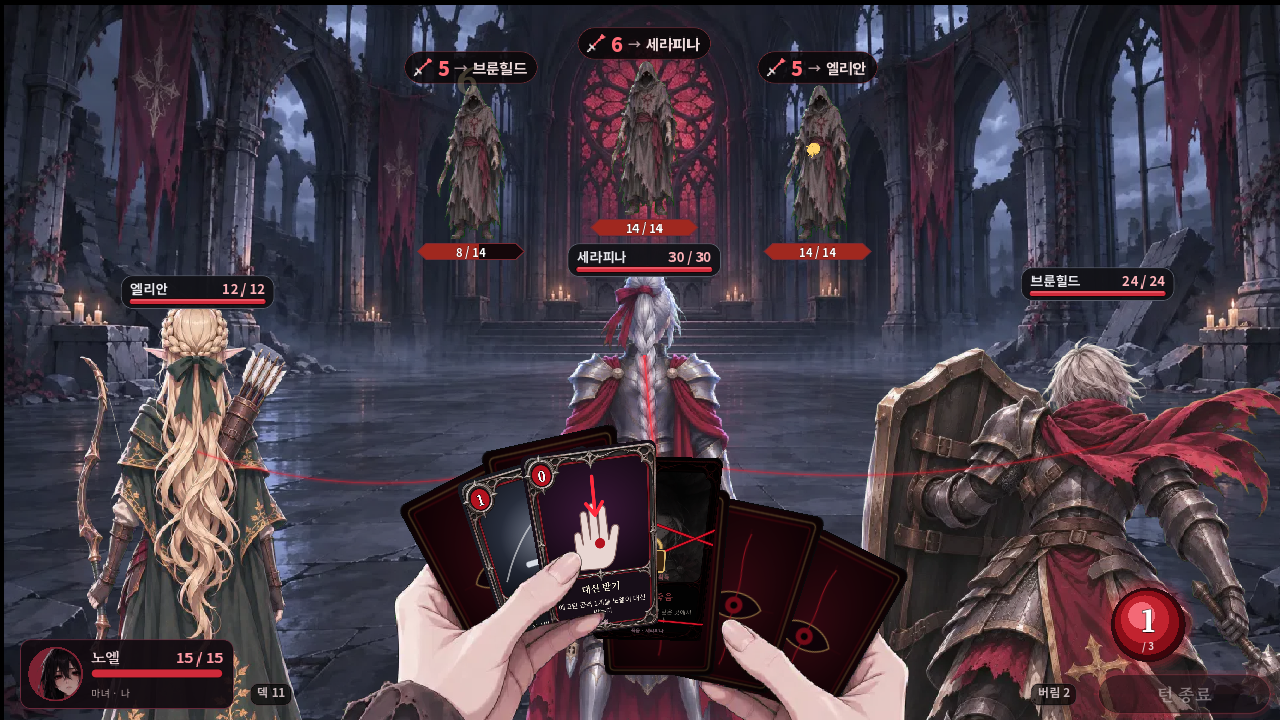 6 → 세라피나
5 → 브룬힐드
5 → 엘리안
14 / 14
8 / 14
14 / 14
세라피나 30 / 30
엘리안 12 / 12
브룬힐드 24 / 24
1
0
대신 받기
노엘 15 / 15
마녀 · 나
덱 11
1
/ 3
버림 2
턴 종료